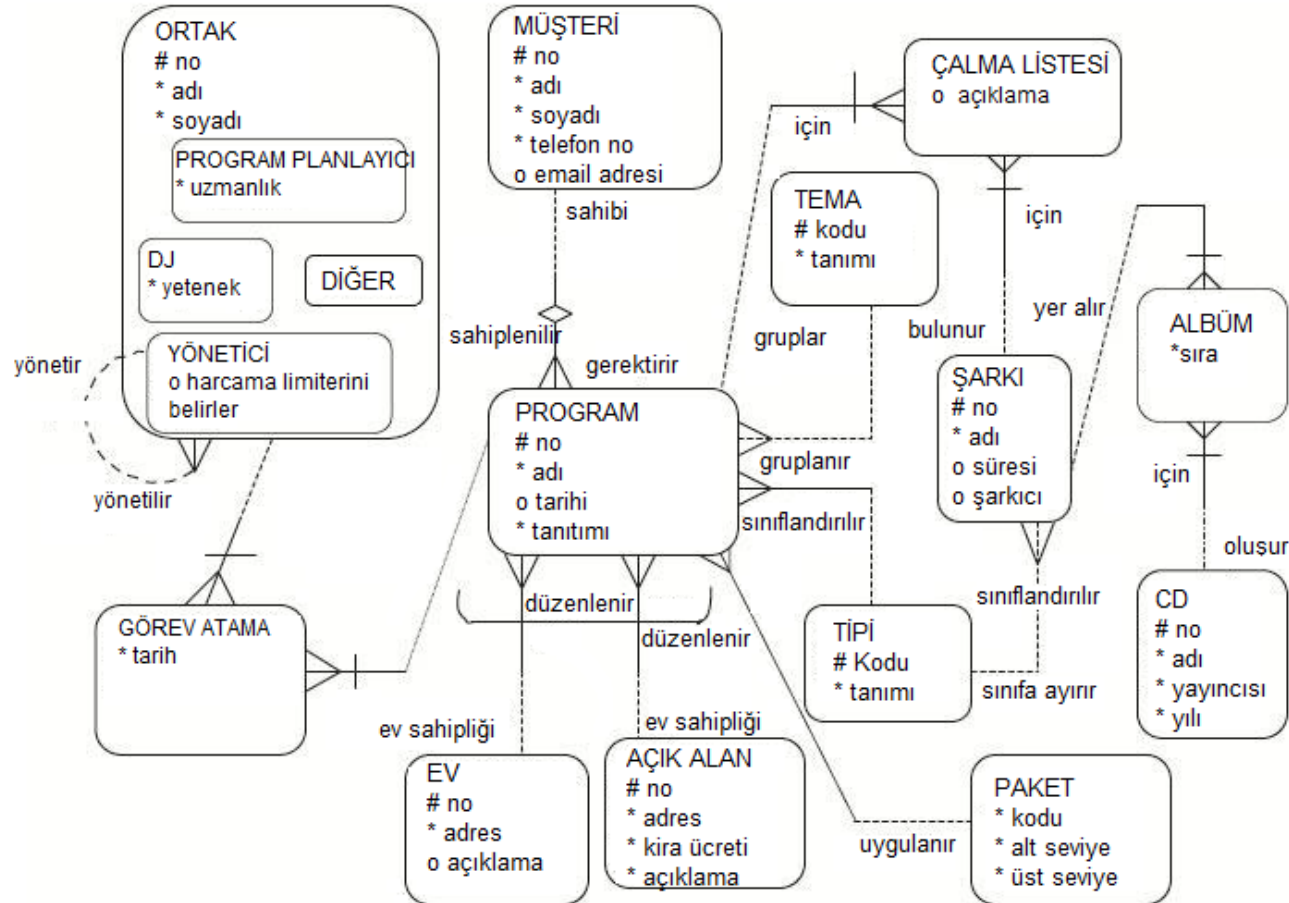 ORTAK
# no
* adı
* soyadı
PROGRAM PLANLAYICI
* uzmanlık
DJ
* yetenek
DİĞER
YÖNETİCİ
o harcama limiterini
belirler
yönetir
yönetilir
MÜŞTERİ
# no
* adı
* soyadı
* telefon no
o email adresi
sahibi
sahiplenilir
gerektirir
ÇALMA LİSTESİ
o açıklama
için
için
TEMA
# kodu
* tanımı
gruplar
bulunur
yer alır
ALBÜM
*sıra
için
oluşur
ŞARKI
# no
* adı
o süresi
o şarkıcı
PROGRAM
# no
* adı
o tarihi
* tanıtımı
gruplanır
sınıflandırılır
düzenlenir
düzenlenir
GÖREV ATAMA
* tarih
TİPİ
# Kodu
* tanımı
sınıflandırılır
sınıfa ayırır
CD
# no
* adı
* yayıncısı
* yılı
ev sahipliği
ev sahipliği
EV
# no
* adres
o açıklama
AÇIK ALAN
# no
* adres
* kira ücreti
* açıklama
uygulanır
PAKET
* kodu
* alt seviye
* üst seviye